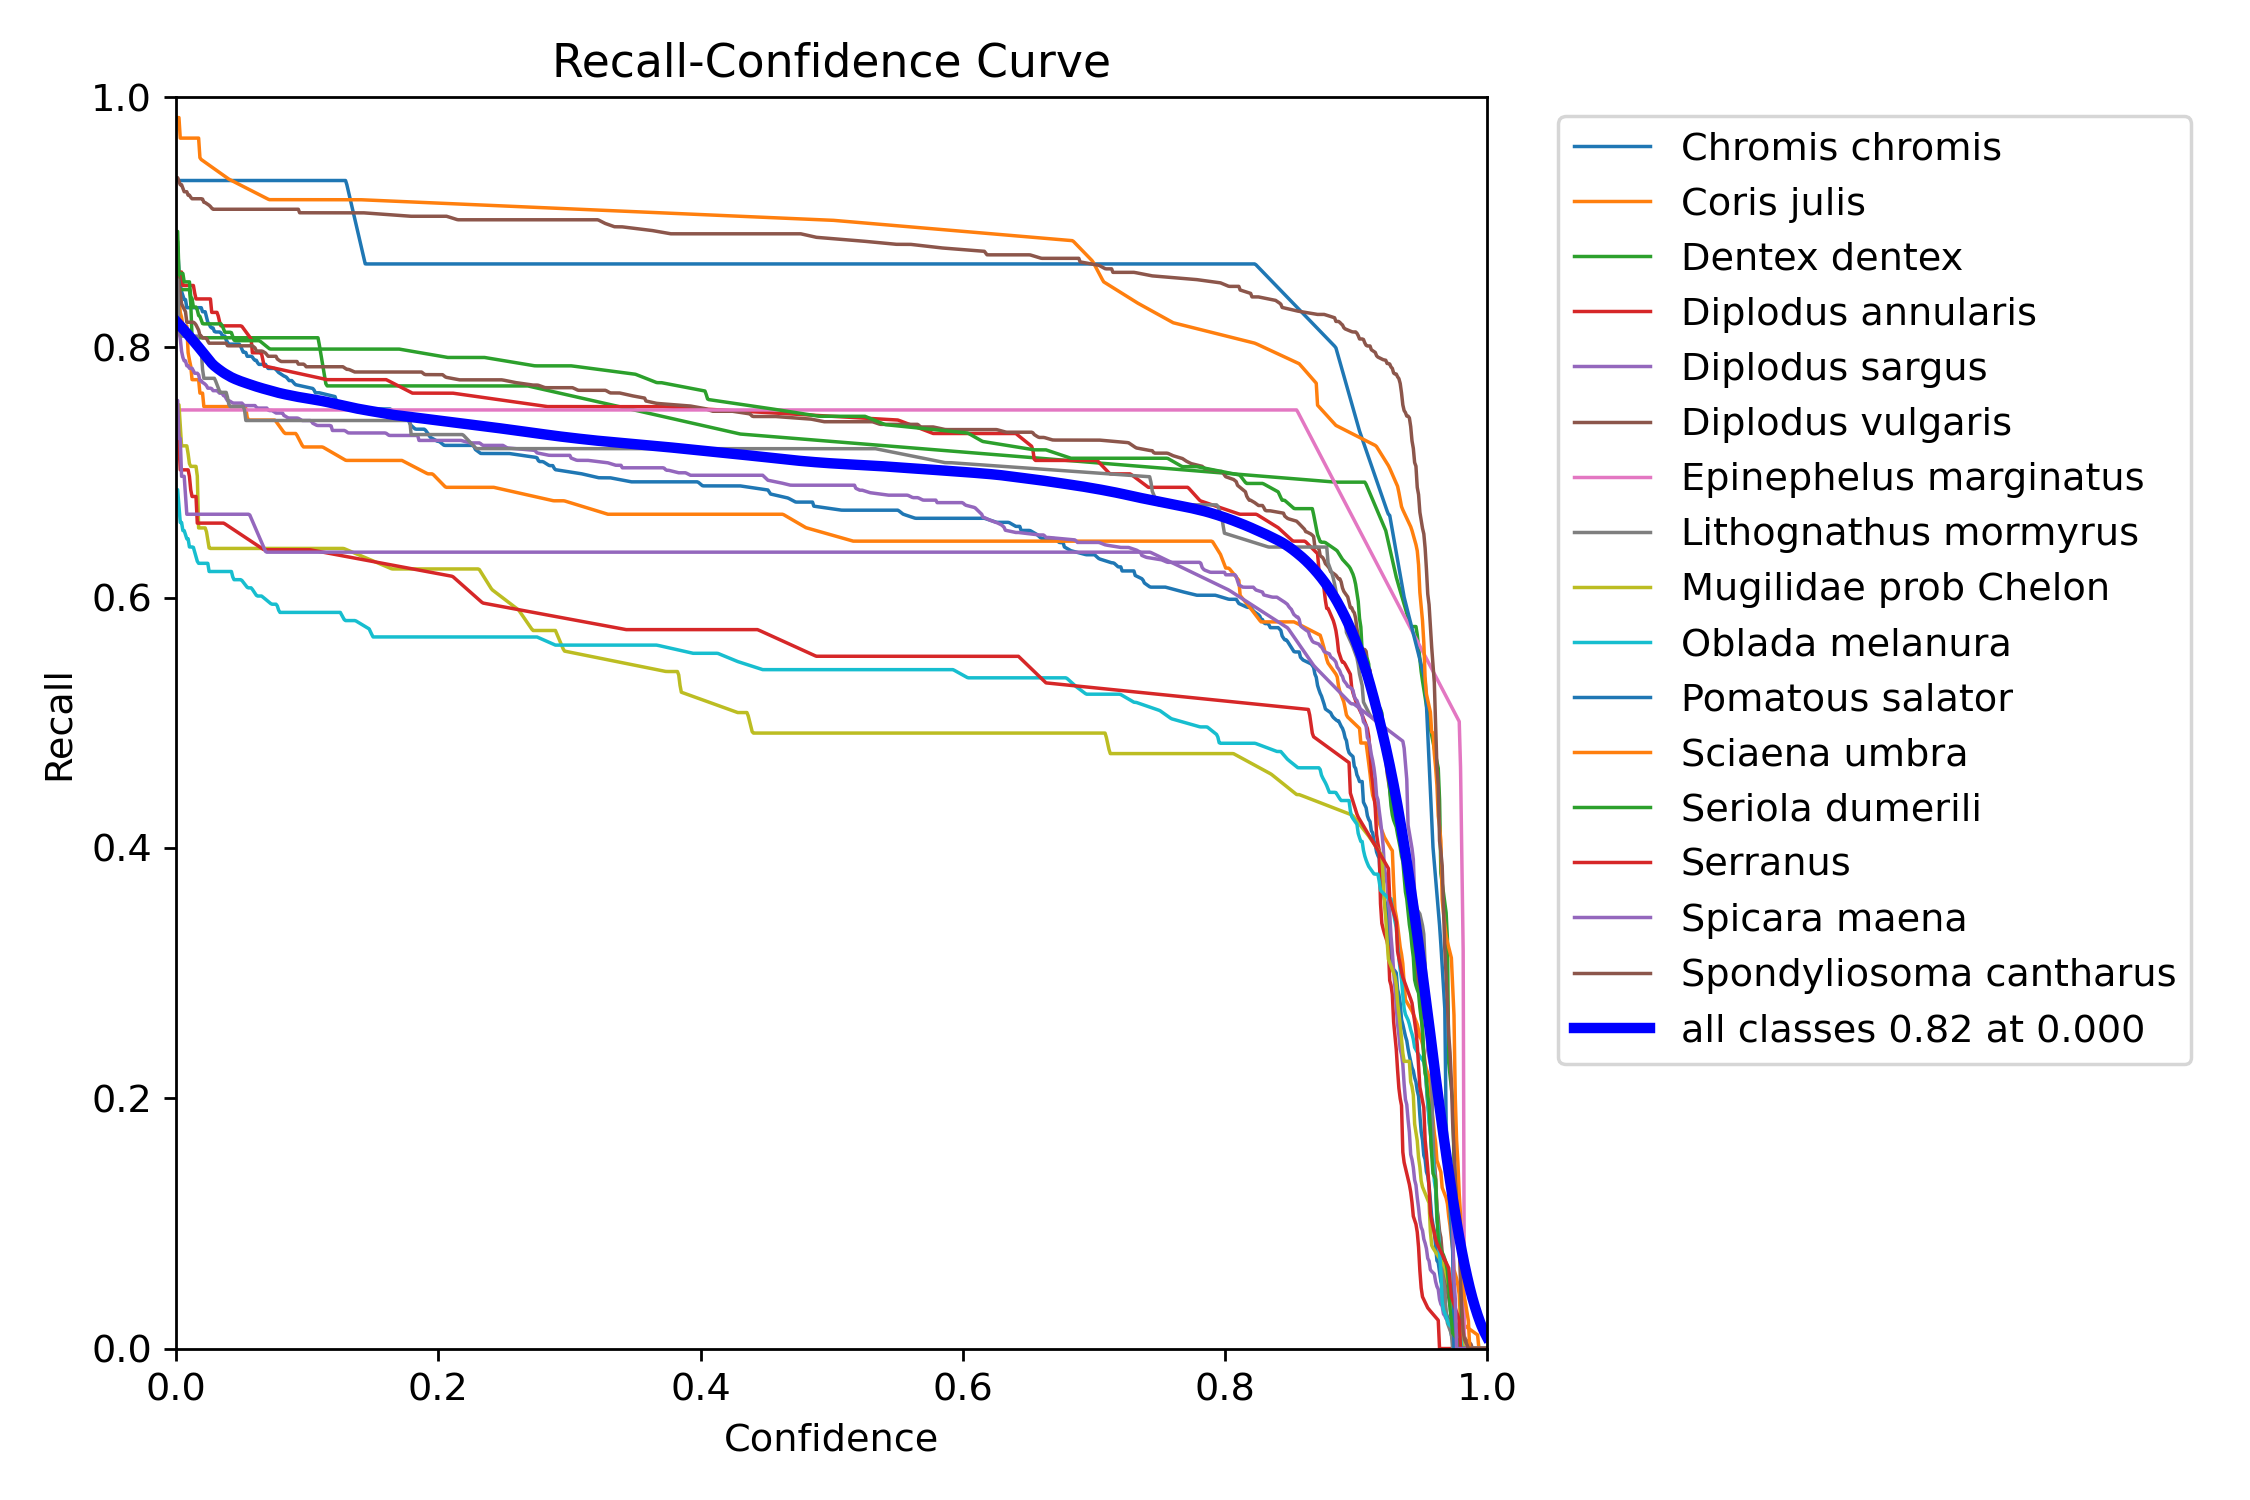 Recall-Confidence Curve
1.0
0.8
0.6
0.4
0.2
0.0
Recall
0.0 0.2 0.4 0.6 0.8 1.0
Confidence
Chromis chromis
Coris julis
Dentex dentex
Diplodus annularis
Diplodus sargus
Diplodus vulgaris
Epinephelus marginatus
Lithognathus mormyrus
Mugilidae prob Chelon
Oblada melanura
Pomatous salator
Sciaena umbra
Seriola dumerili
Serranus
Spicara maena
Spondyliosoma cantharus
all classes 0.82 at 0.000